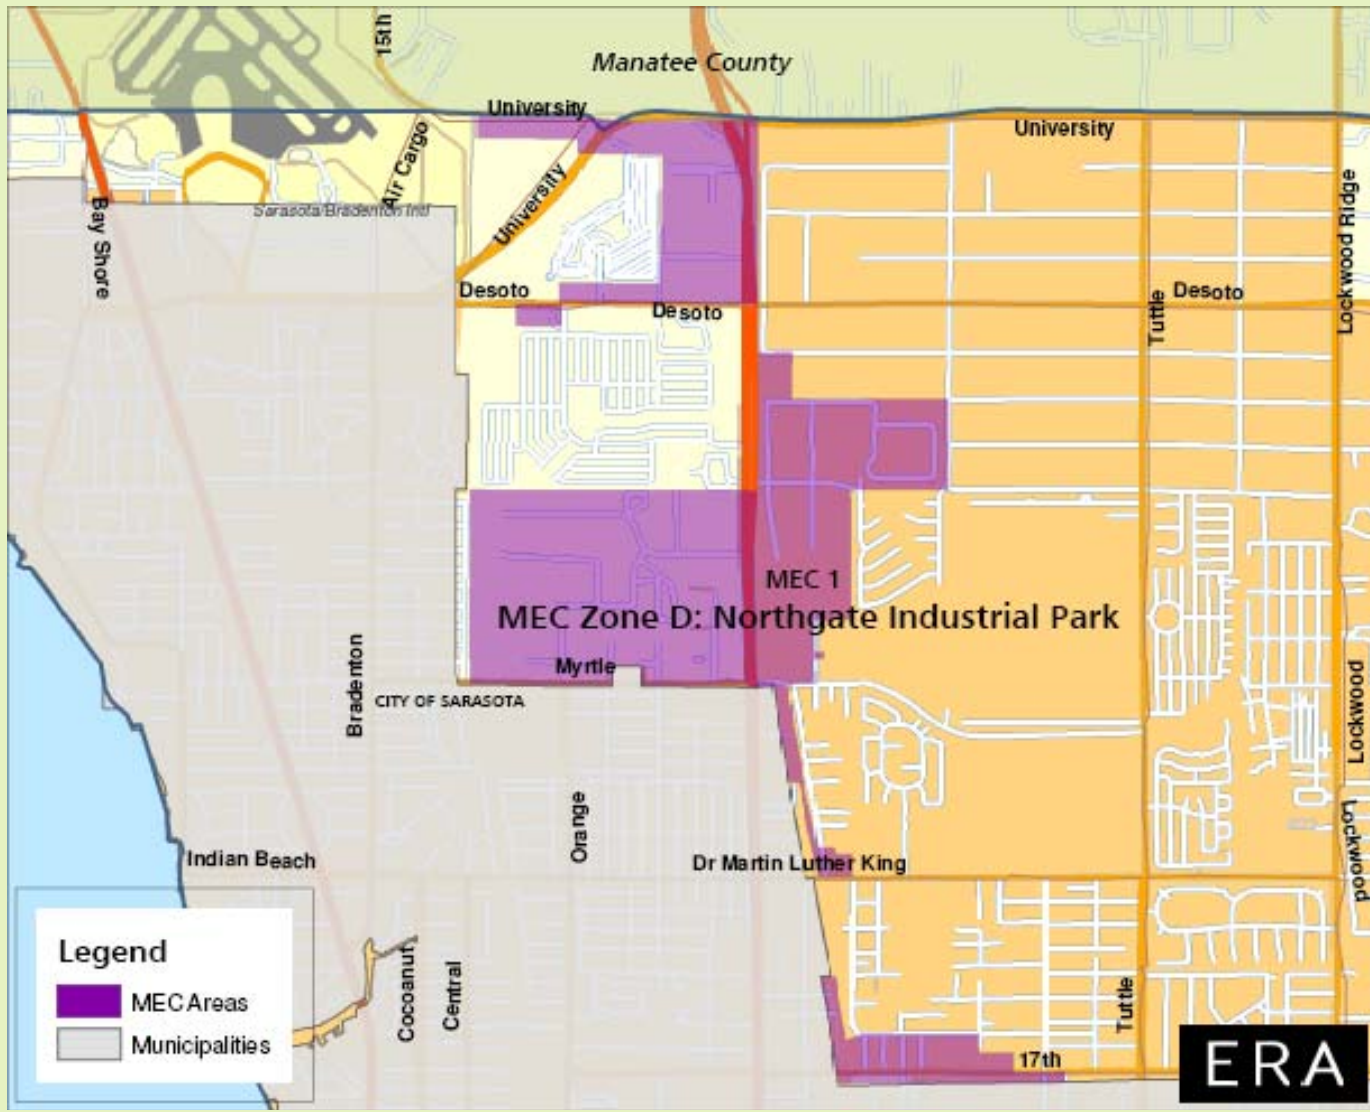 15th
Manatee County
University
University
Air Cargo
University
Lockwood Ridge
Bay Shore
Sarasota/Bradenton Intl
Desoto
Desoto
Desoto
Tuttle
MEC 1
MEC Zone D: Northgate Industrial Park
Myrtle
Bradenton
CITY OF SARASOTA
Lockwood
Orange
Lockwood
Indian Beach
Dr Martin Luther King
Legend
MEC Areas
Municipalities
Cocoanut
Central
Tuttle
17th
ERA